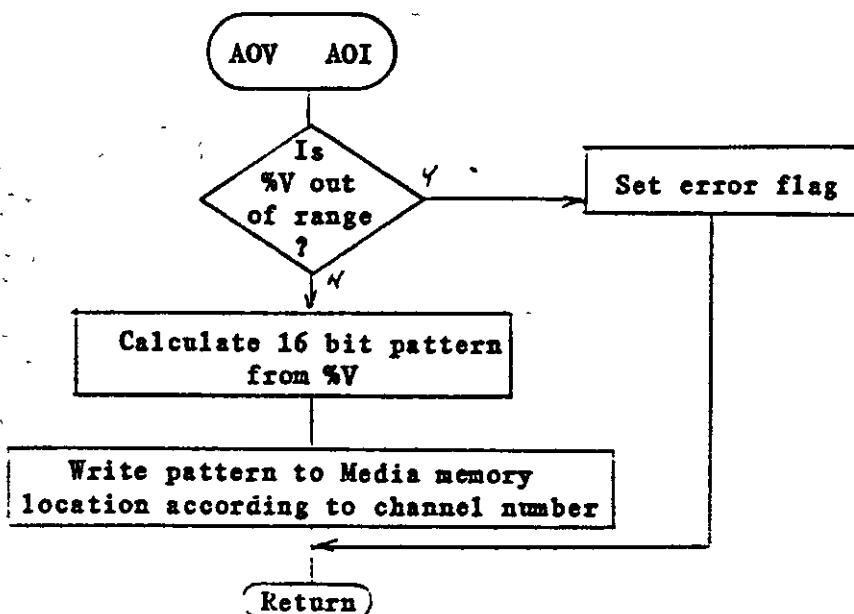 AOV AOI
Is
%V out
of range
?
Y
Set error flag
N
Calculate 16 bit pattern
from %V
Write pattern to Media memory
location according to channel number
Return